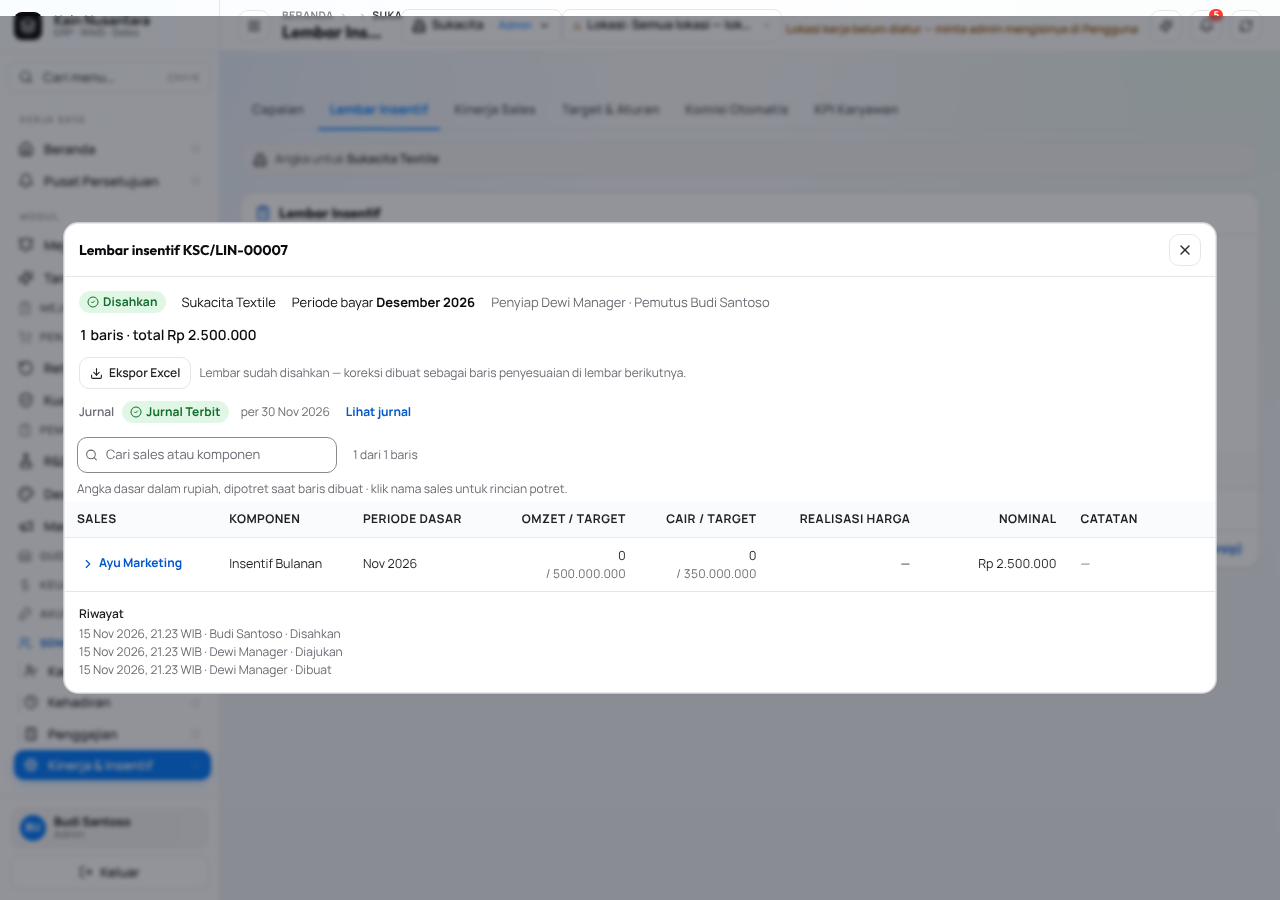 Kain Nusantara
Cari menu...
Beranda
Pusat Persetujuan
Kehadiran
Penggajian
Kinerja & Insentif
Budi Santoso
Admin
Keluar
BERANDA
SUKA
Lembar Ins...
Sukacita Admin
Lokasi: Semua lokasi — lok...
Lokasi kerja belum diatur — minta admin mengisinya di Pengguna
5
Capaian
Lembar Insentif
Kinerja Sales
Target & Aturan
Komisi Otomatis
KPI Karyawan
Angka untuk Sukacita Textile
Lembar Insentif
Lembar insentif KSC/LIN-00007
Disahkan Sukacita Textile Periode bayar Desember 2026 Penyiap Dewi Manager · Pemutus Budi Santoso
1 baris · total Rp 2.500.000
Ekspor Excel Lembar sudah disahkan — koreksi dibuat sebagai baris penyesuaian di lembar berikutnya.
Jurnal Jurnal Terbit per 30 Nov 2026 Lihat jurnal
Cari sales atau komponen 1 dari 1 baris
Angka dasar dalam rupiah, dipotret saat baris dibuat · klik nama sales untuk rincian potret.
SALES KOMPONEN PERIODE DASAR OMZET / TARGET CAIR / TARGET REALISASI HARGA NOMINAL CATATAN
Ayu Marketing Insentif Bulanan Nov 2026 0 / 500.000.000 0 / 350.000.000 — Rp 2.500.000 —
Riwayat
15 Nov 2026, 21.23 WIB · Budi Santoso · Disahkan
15 Nov 2026, 21.23 WIB · Dewi Manager · Diajukan
15 Nov 2026, 21.23 WIB · Dewi Manager · Dibuat